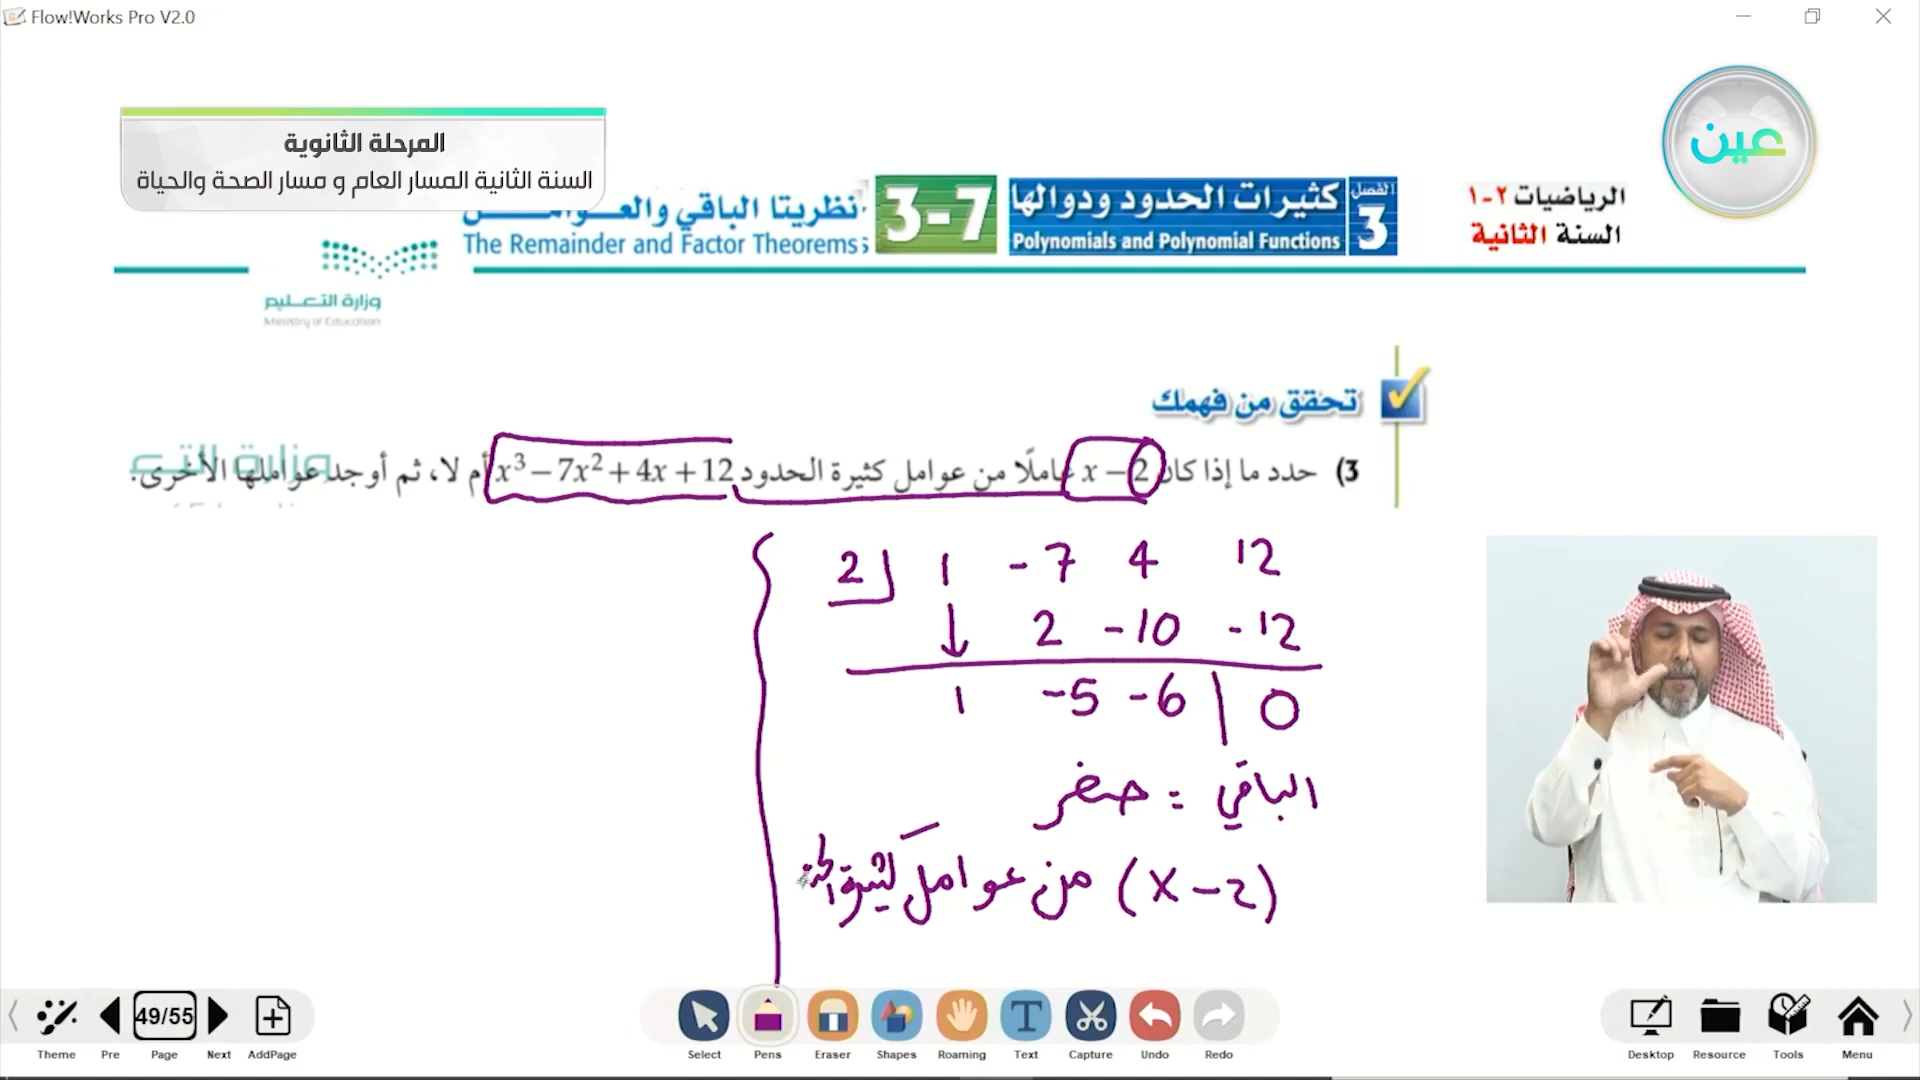 Flow!Works Pro V2.0
المرحلة الثانوية
السنة الثانية المسار العام و مسار الصحة والحياة
عين
الرياضيات ٢-١
السنة الثانية
الفصل 3
كثيرات الحدود ودوالها
Polynomials and Polynomial Functions
3-7
نظريتا الباقي والعـــوامـــل
The Remainder and Factor Theorems
وزارة التعليم
Ministry of Education
تحقق من فهمك
3) حدد ما إذا كان x − 2 عاملًا من عوامل كثيرة الحدود x³ − 7x² + 4x + 12 أم لا، ثم أوجد عواملها الأخرى.
2 1 -7 4 12
2 -10 -12
1 -5 -6 0
الباقي = صفر
(x-2) من عوامل كثيرة
49/55
Theme Pre Page Next AddPage
Select Pens Eraser Shapes Roaming Text Capture Undo Redo
Desktop Resource Tools Menu